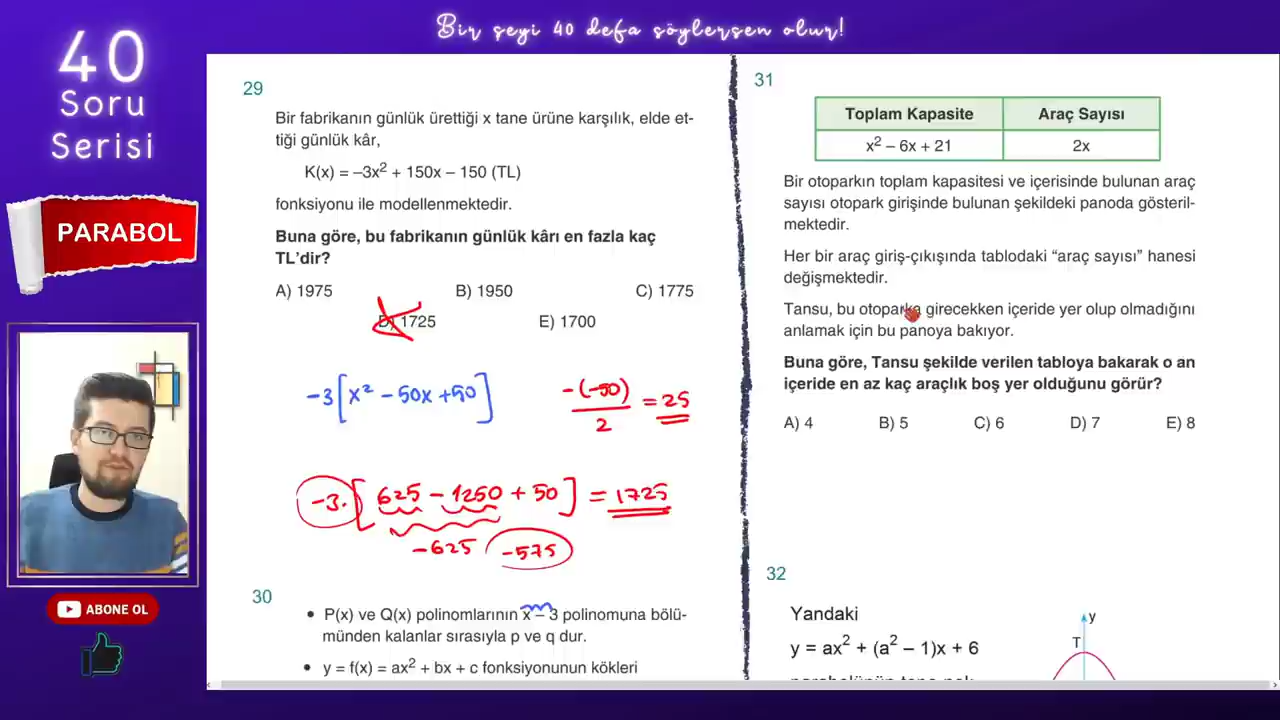 Bir şeyi 40 defa söylersen olur!
40
Soru
Serisi
PARABOL
ABONE OL
29
Bir fabrikanın günlük ürettiği x tane ürüne karşılık, elde et-
tiği günlük kâr,
K(x) = –3x² + 150x – 150 (TL)
fonksiyonu ile modellenmektedir.
Buna göre, bu fabrikanın günlük kârı en fazla kaç
TL'dir?
A) 1975 B) 1950 C) 1775
D) 1725 E) 1700
-3[x² - 50x + 50] -(-50)/2 = 25
-3.[625 - 1250 + 50] = 1725
-625 -575
30
• P(x) ve Q(x) polinomlarının x – 3 polinomuna bölü-
münden kalanlar sırasıyla p ve q dur.
• y = f(x) = ax² + bx + c fonksiyonunun kökleri
31
Toplam Kapasite Araç Sayısı
x² – 6x + 21 2x
Bir otoparkın toplam kapasitesi ve içerisinde bulunan araç
sayısı otopark girişinde bulunan şekildeki panoda gösteril-
mektedir.
Her bir araç giriş-çıkışında tablodaki “araç sayısı” hanesi
değişmektedir.
Tansu, bu otoparka girecekken içeride yer olup olmadığını
anlamak için bu panoya bakıyor.
Buna göre, Tansu şekilde verilen tabloya bakarak o an
içeride en az kaç araçlık boş yer olduğunu görür?
A) 4 B) 5 C) 6 D) 7 E) 8
32
Yandaki
y = ax² + (a² – 1)x + 6
y
T